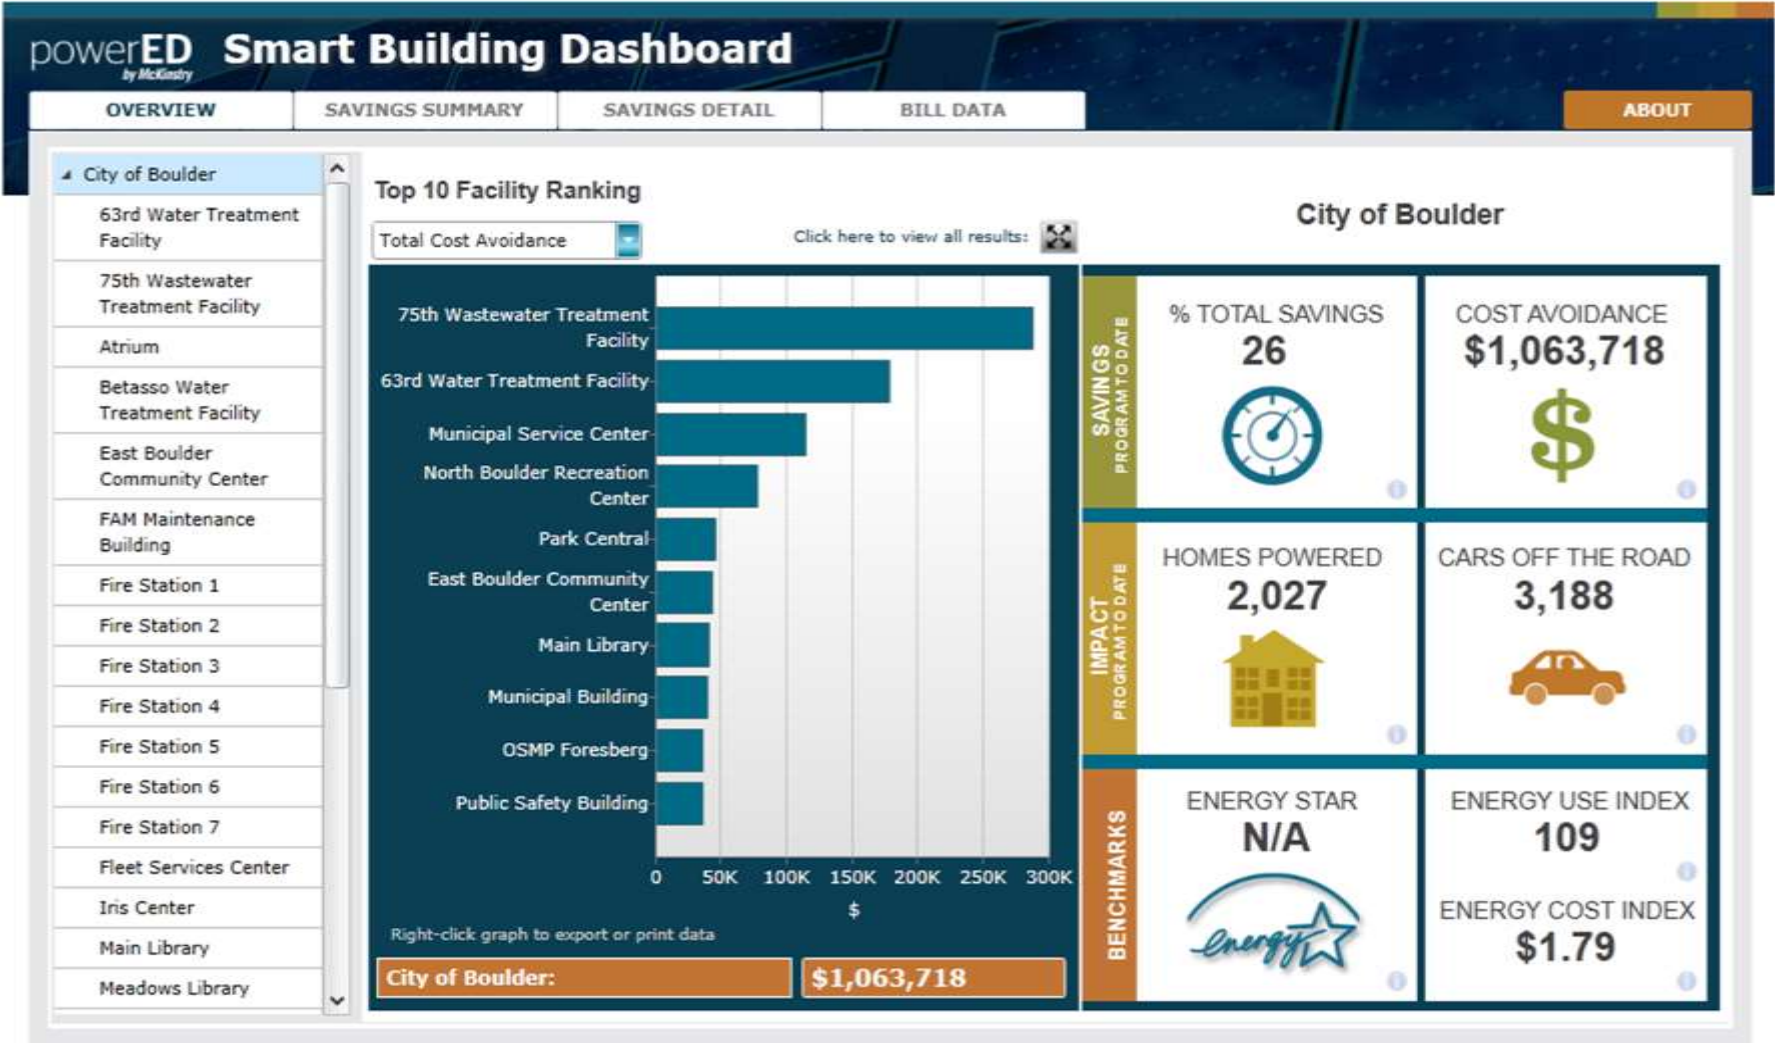 powerED Smart Building Dashboard
by McKinstry
OVERVIEW
SAVINGS SUMMARY
SAVINGS DETAIL
BILL DATA
ABOUT
City of Boulder
63rd Water Treatment
Facility
75th Wastewater
Treatment Facility
Atrium
Betasso Water
Treatment Facility
East Boulder
Community Center
FAM Maintenance
Building
Fire Station 1
Fire Station 2
Fire Station 3
Fire Station 4
Fire Station 5
Fire Station 6
Fire Station 7
Fleet Services Center
Iris Center
Main Library
Meadows Library
Top 10 Facility Ranking
Total Cost Avoidance
Click here to view all results:
75th Wastewater Treatment
Facility
63rd Water Treatment Facility
Municipal Service Center
North Boulder Recreation
Center
Park Central
East Boulder Community
Center
Main Library
Municipal Building
OSMP Foresberg
Public Safety Building
0 50K 100K 150K 200K 250K 300K
$
Right-click graph to export or print data
City of Boulder: $1,063,718
City of Boulder
SAVINGS
PROGRAM TO DATE
% TOTAL SAVINGS
26
COST AVOIDANCE
$1,063,718
$
IMPACT
PROGRAM TO DATE
HOMES POWERED
2,027
CARS OFF THE ROAD
3,188
BENCHMARKS
ENERGY STAR
N/A
energy
ENERGY USE INDEX
109
ENERGY COST INDEX
$1.79